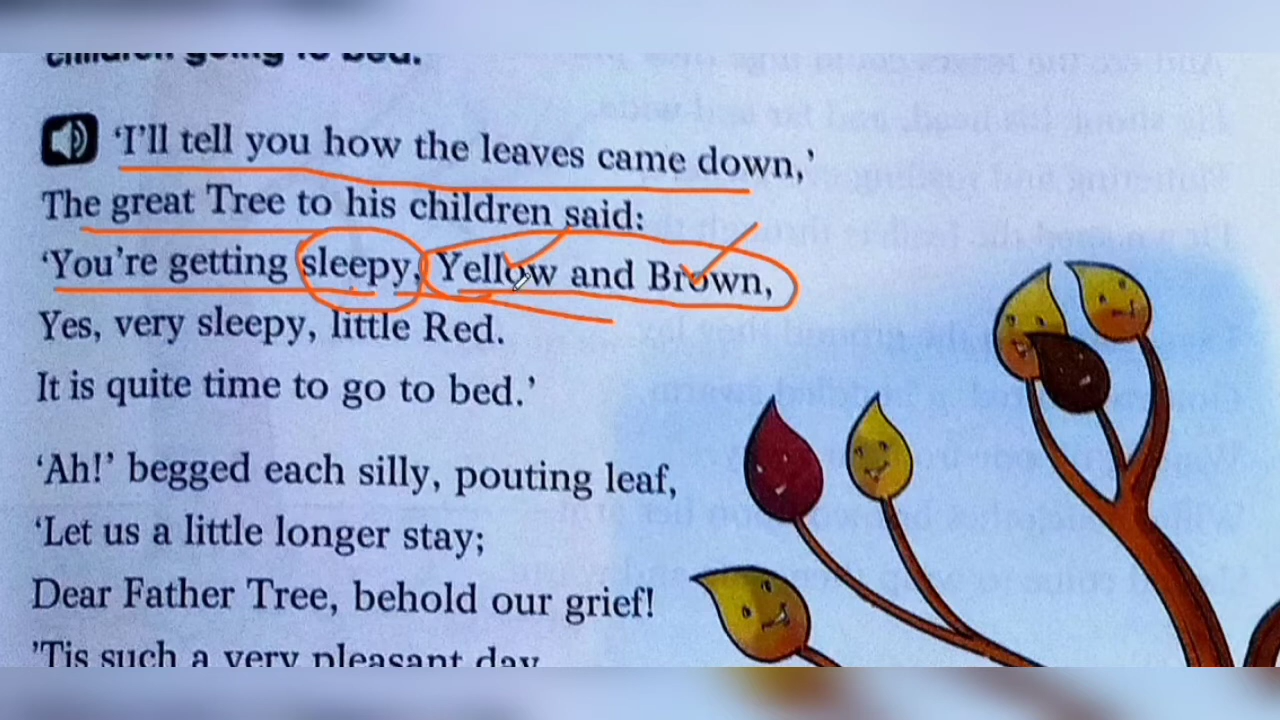 children going to bed.
‘I’ll tell you how the leaves came down,’
The great Tree to his children said:
‘You’re getting sleepy, Yellow and Brown,
Yes, very sleepy, little Red.
It is quite time to go to bed.’
‘Ah!’ begged each silly, pouting leaf,
‘Let us a little longer stay;
Dear Father Tree, behold our grief!
’Tis such a very pleasant day